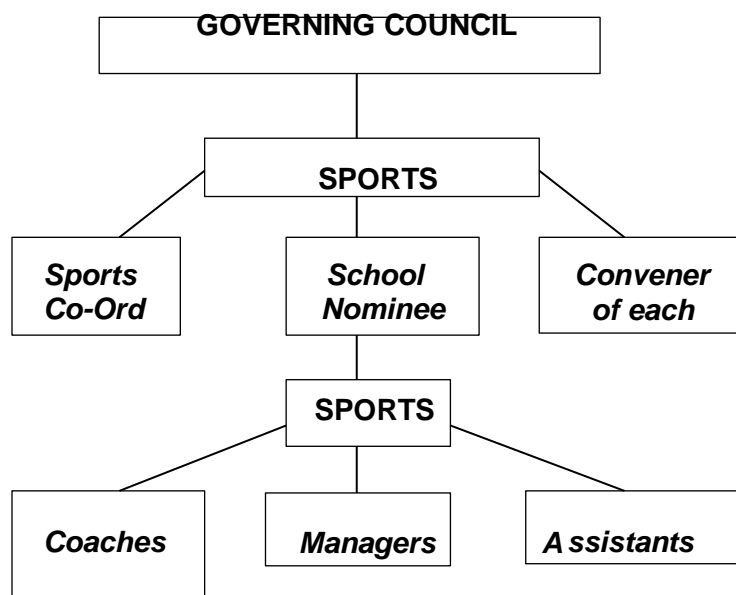 GOVERNING COUNCIL
SPORTS
Sports
Co-Ord
School
Nominee
Convener
of each
SPORTS
Coaches
Managers
Assistants